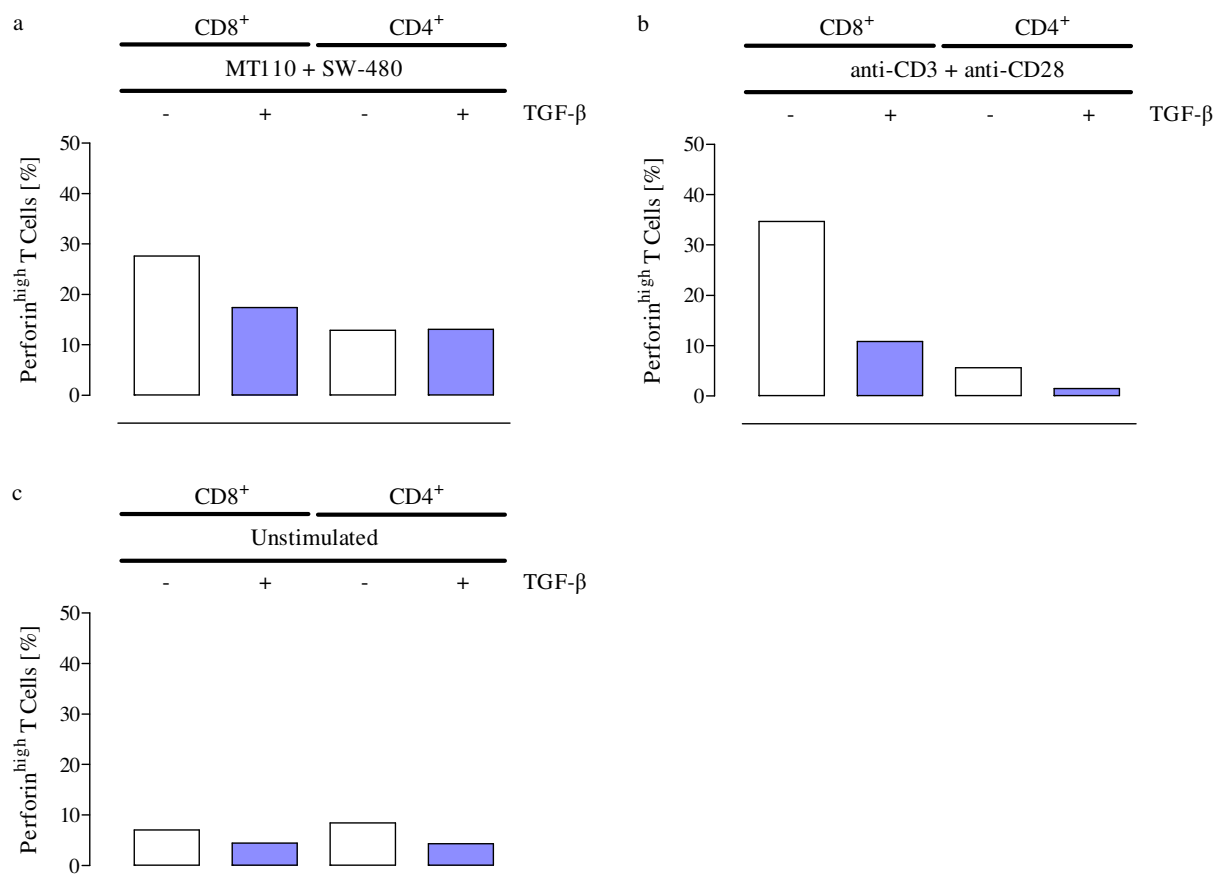 a
CD8+ CD4+
MT110 + SW-480
- + - + TGF-β
Perforinhigh T Cells [%]
50
40
30
20
10
0
b
CD8+ CD4+
anti-CD3 + anti-CD28
- + - + TGF-β
Perforinhigh T Cells [%]
50
40
30
20
10
0
c
CD8+ CD4+
Unstimulated
- + - + TGF-β
Perforinhigh T Cells [%]
50
40
30
20
10
0